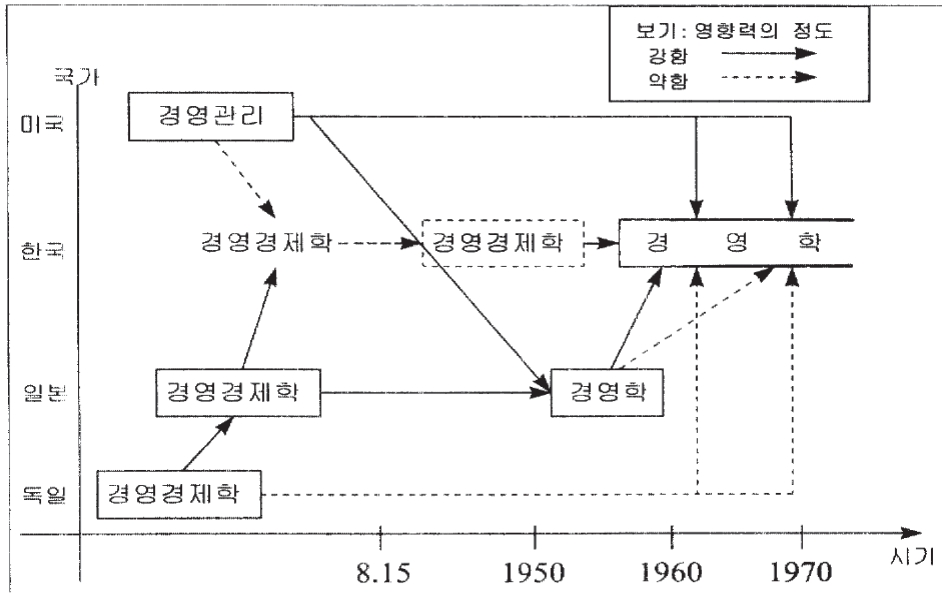 보기: 영향력의 정도
강함
약함
국가
미국
경영관리
한국
경영경제학
경영경제학
경 영 학
일본
경영경제학
경영학
독일
경영경제학
8.15
1950
1960
1970
시기